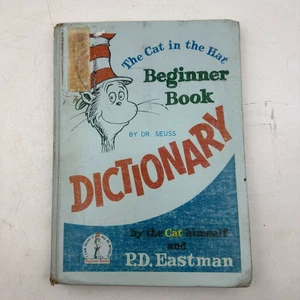 The Cat in the Hat
Beginner
Book
BY DR. SEUSS
DICTIONARY
by the Cat himself
and
P.D. Eastman